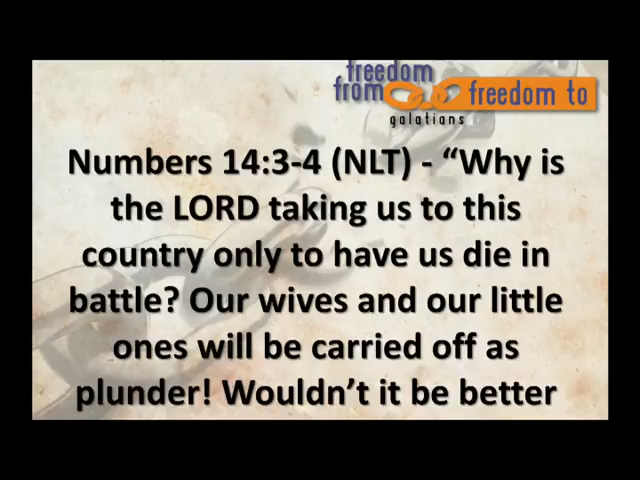 freedom
from
freedom to
galatians
Numbers 14:3-4 (NLT) - “Why is
the LORD taking us to this
country only to have us die in
battle? Our wives and our little
ones will be carried off as
plunder! Wouldn’t it be better